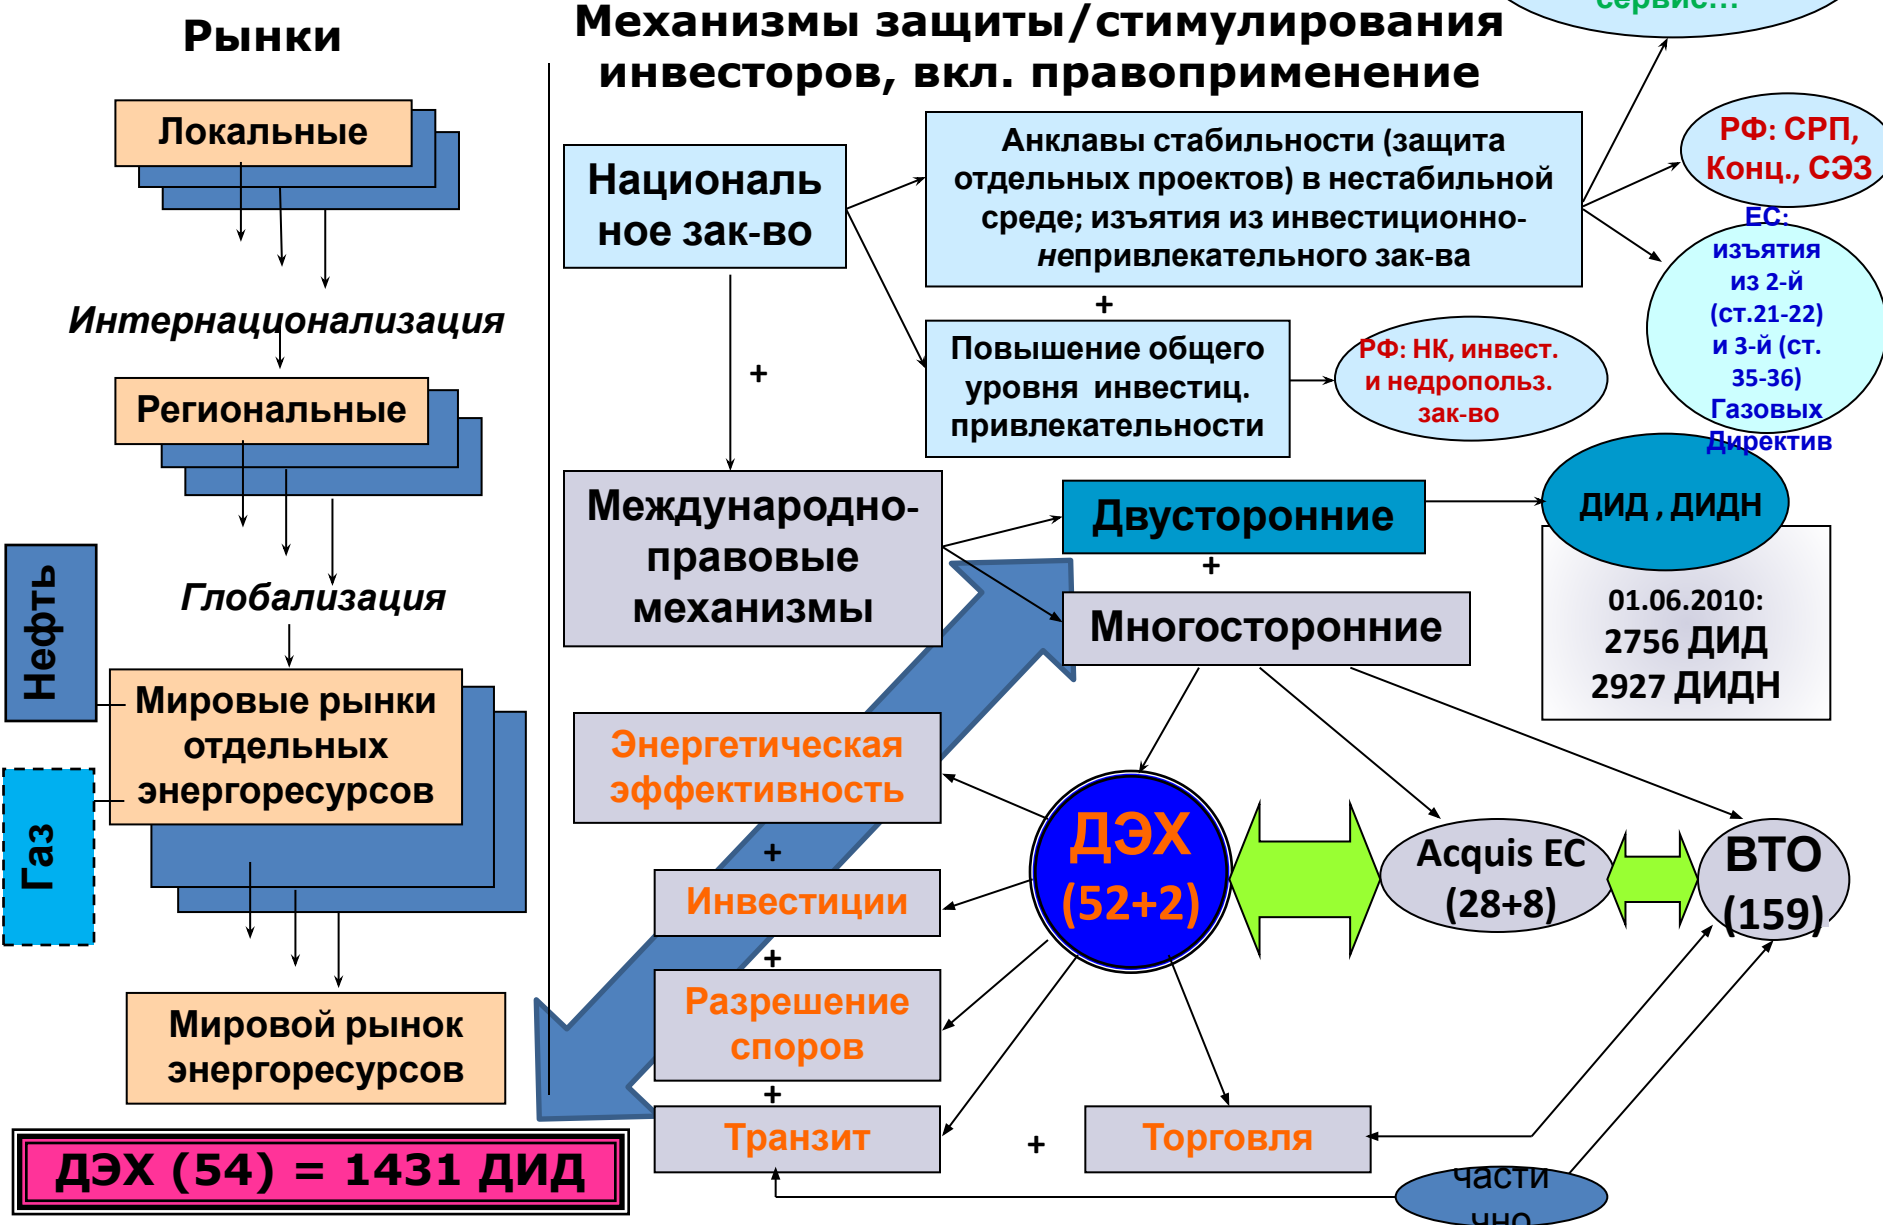 Рынки
Локальные
Интернационализация
Региональные
Глобализация
Нефть
Газ
Мировые рынки
отдельных
энергоресурсов
Мировой рынок
энергоресурсов
ДЭХ (54) = 1431 ДИД
Механизмы защиты/стимулирования
инвесторов, вкл. правоприменение
сервис…
Националь
ное зак-во
Анклавы стабильности (защита
отдельных проектов) в нестабильной
среде; изъятия из инвестиционно-
непривлекательного зак-ва
РФ: СРП,
Конц., СЭЗ
ЕС:
изъятия
из 2-й
(ст.21-22)
и 3-й (ст.
35-36)
Газовых
Директив
+
+
Повышение общего
уровня инвестиц.
привлекательности
РФ: НК, инвест.
и недропольз.
зак-во
Международно-
правовые
механизмы
Двусторонние
ДИД , ДИДН
+
01.06.2010:
2756 ДИД
2927 ДИДН
Многосторонние
Энергетическая
эффективность
+
Инвестиции
+
Разрешение
споров
+
Транзит
+
Торговля
ДЭХ
(52+2)
Acquis ЕС
(28+8)
ВТО
(159)
части
чно